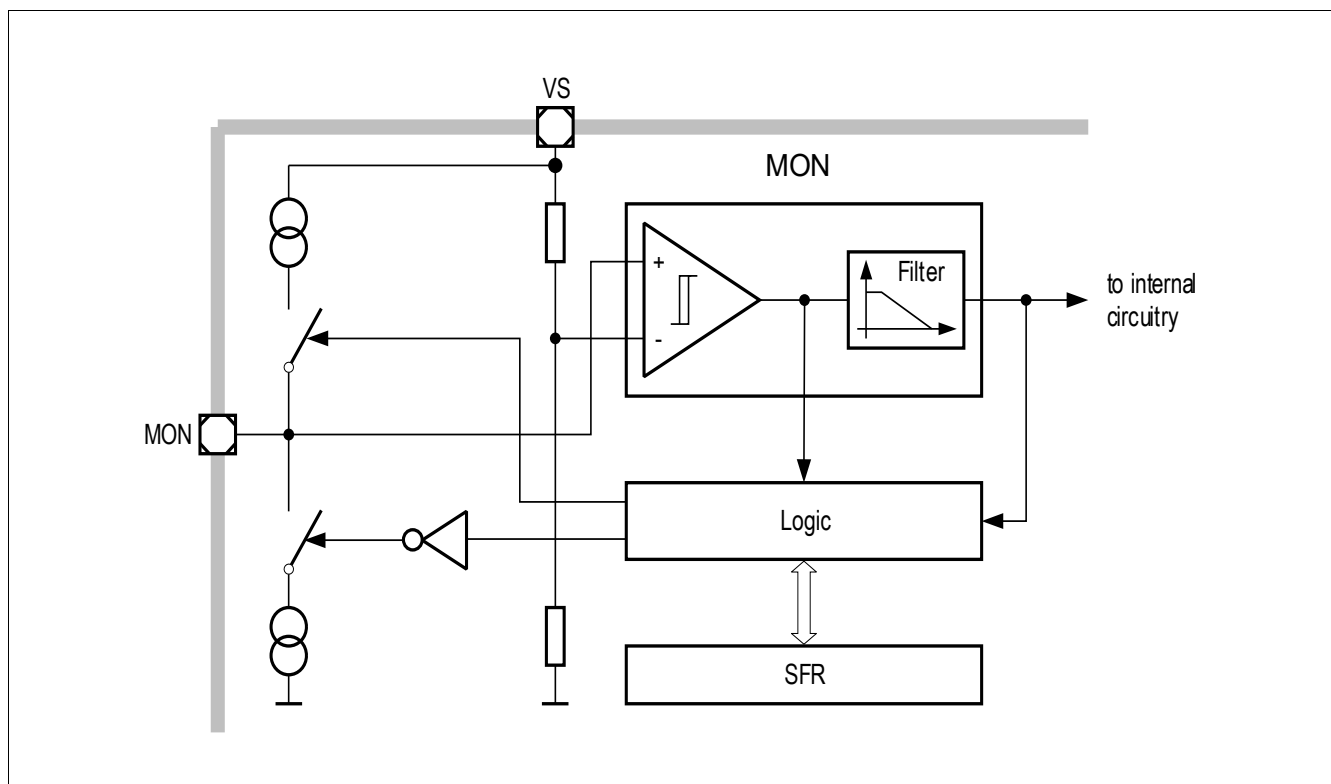 VS
MON
+
Filter
to internal
circuitry
-
MON
Logic
SFR